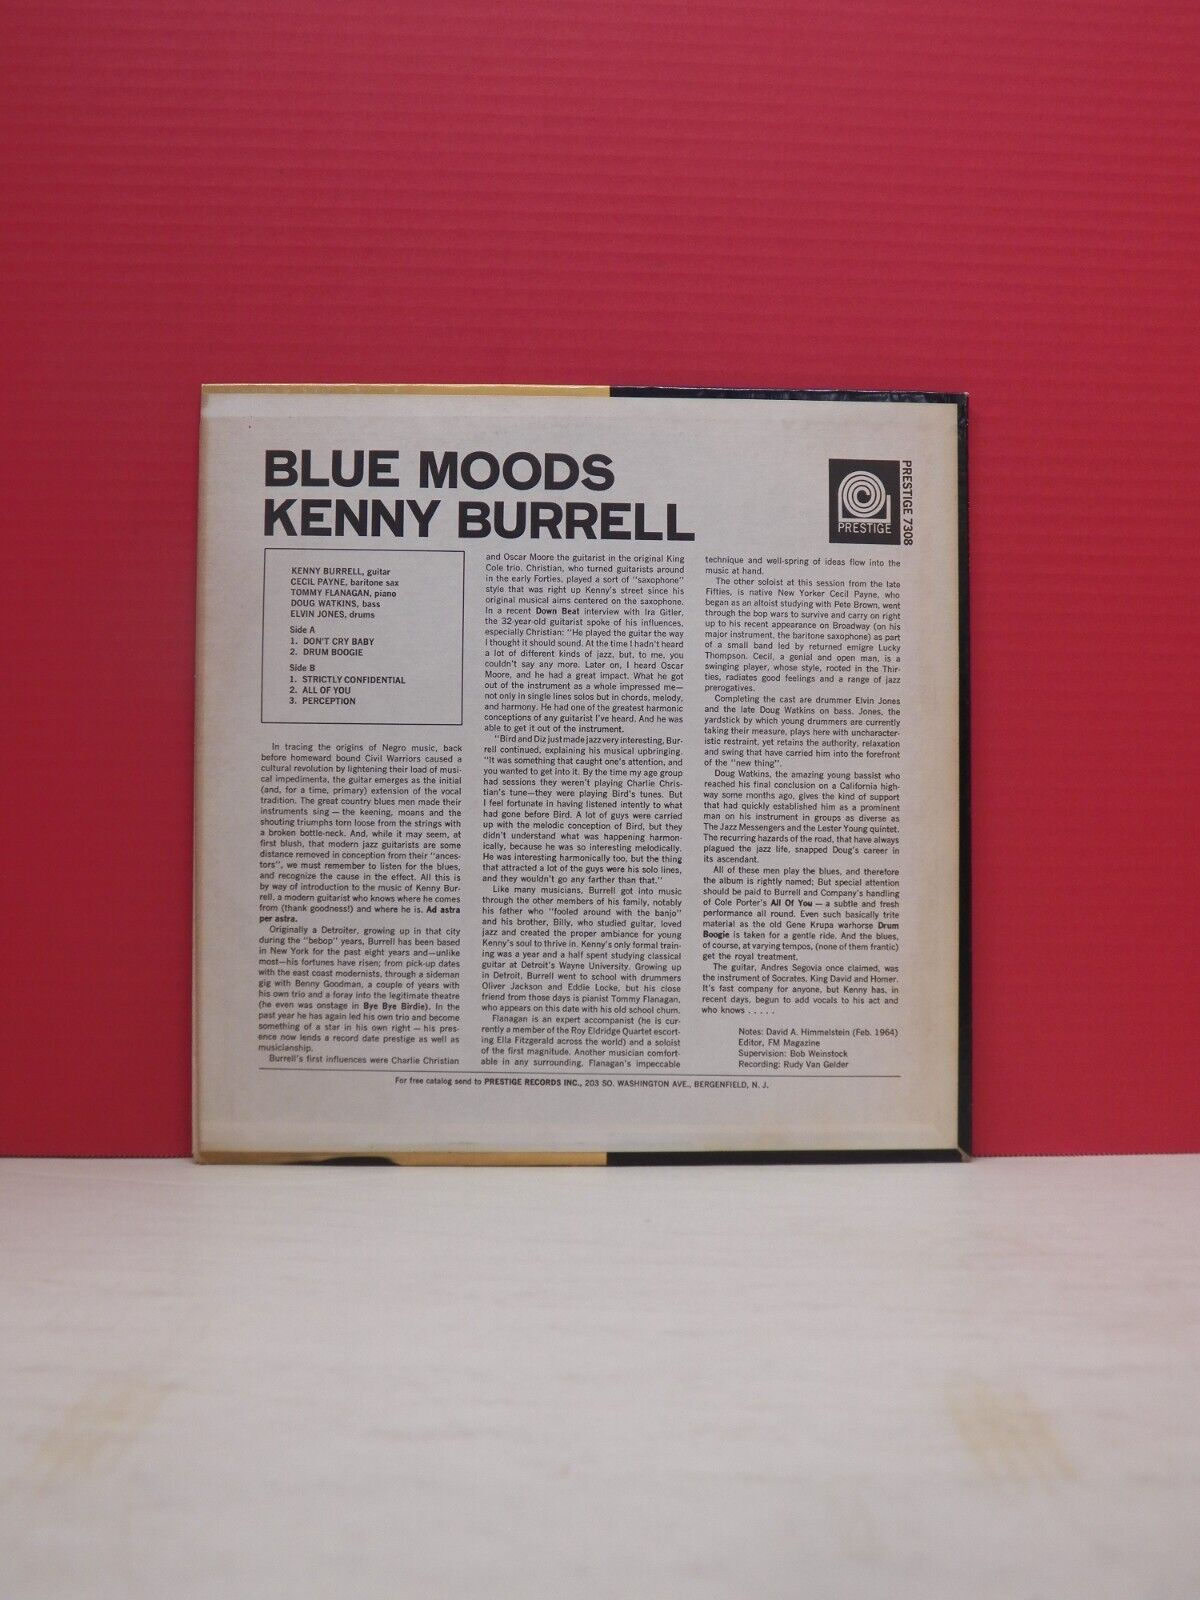 BLUE MOODS
KENNY BURRELL
PRESTIGE
PRESTIGE 7308
KENNY BURRELL, guitar
CECIL PAYNE, baritone sax
TOMMY FLANAGAN, piano
DOUG WATKINS, bass
ELVIN JONES, drums
Side A
1. DON'T CRY BABY
2. DRUM BOOGIE
Side B
1. STRICTLY CONFIDENTIAL
2. ALL OF YOU
3. PERCEPTION
In tracing the origins of Negro music, back
before homeward bound Civil Warriors caused a
cultural revolution by lightening their load of musi-
cal impedimenta, the guitar emerges as the initial
(and, for a time, primary) extension of the vocal
tradition. The great country blues men made their
instruments sing — the keening, moans and the
shouting triumphs torn loose from the strings with
a broken bottle-neck. And, while it may seem, at
first blush, that modern jazz guitarists are some
distance removed in conception from their "ances-
tors", we must remember to listen for the blues,
and recognize the cause in the effect. All this is
by way of introduction to the music of Kenny Bur-
rell, a modern guitarist who knows where he comes
from (thank goodness!) and where he is. Ad astra
per astra.
Originally a Detroiter, growing up in that city
during the "bebop" years, Burrell has been based
in New York for the past eight years and—unlike
most—his fortunes have risen; from pick-up dates
with the east coast modernists, through a sideman
gig with Benny Goodman, a couple of years with
his own trio and a foray into the legitimate theatre
(he even was onstage in Bye Bye Birdie). In the
past year he has again led his own trio and become
something of a star in his own right — his pres-
ence now lends a record date prestige as well as
musicianship.
Burrell's first influences were Charlie Christian
and Oscar Moore the guitarist in the original King
Cole trio. Christian, who turned guitarists around
in the early Forties, played a sort of "saxophone"
style that was right up Kenny's street since his
original musical aims centered on the saxophone.
In a recent Down Beat interview with Ira Gitler,
the 32-year-old guitarist spoke of his influences,
especially Christian: "He played the guitar the way
I thought it should sound. At the time I hadn't heard
a lot of different kinds of jazz, but, to me, you
couldn't say any more. Later on, I heard Oscar
Moore, and he had a great impact. What he got
out of the instrument as a whole impressed me—
not only in single lines solos but in chords, melody,
and harmony. He had one of the greatest harmonic
conceptions of any guitarist I've heard. And he was
able to get it out of the instrument.
"Bird and Diz just made jazz very interesting, Bur-
rell continued, explaining his musical upbringing.
"It was something that caught one's attention, and
you wanted to get into it. By the time my age group
had sessions they weren't playing Charlie Chris-
tian's tune—they were playing Bird's tunes. But
I feel fortunate in having listened intently to what
had gone before Bird. A lot of guys were carried
up with the melodic conception of Bird, but they
didn't understand what was happening harmon-
ically, because he was so interesting melodically.
He was interesting harmonically too, but the thing
that attracted a lot of the guys were his solo lines,
and they wouldn't go any farther than that."
Like many musicians, Burrell got into music
through the other members of his family, notably
his father who "fooled around with the banjo"
and his brother, Billy, who studied guitar, loved
jazz and created the proper ambiance for young
Kenny's soul to thrive in. Kenny's only formal train-
ing was a year and a half spent studying classical
guitar at Detroit's Wayne University. Growing up
in Detroit, Burrell went to school with drummers
Oliver Jackson and Eddie Locke, but his close
friend from those days is pianist Tommy Flanagan,
who appears on this date with his old school chum.
Flanagan is an expert accompanist (he is cur-
rently a member of the Roy Eldridge Quartet escort-
ing Ella Fitzgerald across the world) and a soloist
of the first magnitude. Another musician comfort-
able in any surrounding, Flanagan's impeccable
technique and well-spring of ideas flow into the
music at hand.
The other soloist at this session from the late
Fifties, is native New Yorker Cecil Payne, who
began as an altoist studying with Pete Brown, went
through the bop wars to survive and carry on right
up to his recent appearance on Broadway (on his
major instrument, the baritone saxophone) as part
of a small band led by returned emigre Lucky
Thompson. Cecil, a genial and open man, is a
swinging player, whose style, rooted in the Thir-
ties, radiates good feelings and a range of jazz
prerogatives.
Completing the cast are drummer Elvin Jones
and the late Doug Watkins on bass. Jones, the
yardstick by which young drummers are currently
taking their measure, plays here with uncharacter-
istic restraint, yet retains the authority, relaxation
and swing that have carried him into the forefront
of the "new thing".
Doug Watkins, the amazing young bassist who
reached his final conclusion on a California high-
way some months ago, gives the kind of support
that had quickly established him as a prominent
man on his instrument in groups as diverse as
The Jazz Messengers and the Lester Young quintet.
The recurring hazards of the road, that have always
plagued the jazz life, snapped Doug's career in
its ascendant.
All of these men play the blues, and therefore
the album is rightly named; But special attention
should be paid to Burrell and Company's handling
of Cole Porter's All Of You — a subtle and fresh
performance all round. Even such basically trite
material as the old Gene Krupa warhorse Drum
Boogie is taken for a gentle ride. And the blues,
of course, at varying tempos, (none of them frantic)
get the royal treatment.
The guitar, Andres Segovia once claimed, was
the instrument of Socrates, King David and Homer.
It's fast company for anyone, but Kenny has, in
recent days, begun to add vocals to his act and
who knows . . . . .
Notes: David A. Himmelstein (Feb. 1964)
Editor, FM Magazine
Supervision: Bob Weinstock
Recording: Rudy Van Gelder
For free catalog send to PRESTIGE RECORDS INC., 203 SO. WASHINGTON AVE., BERGENFIELD, N. J.